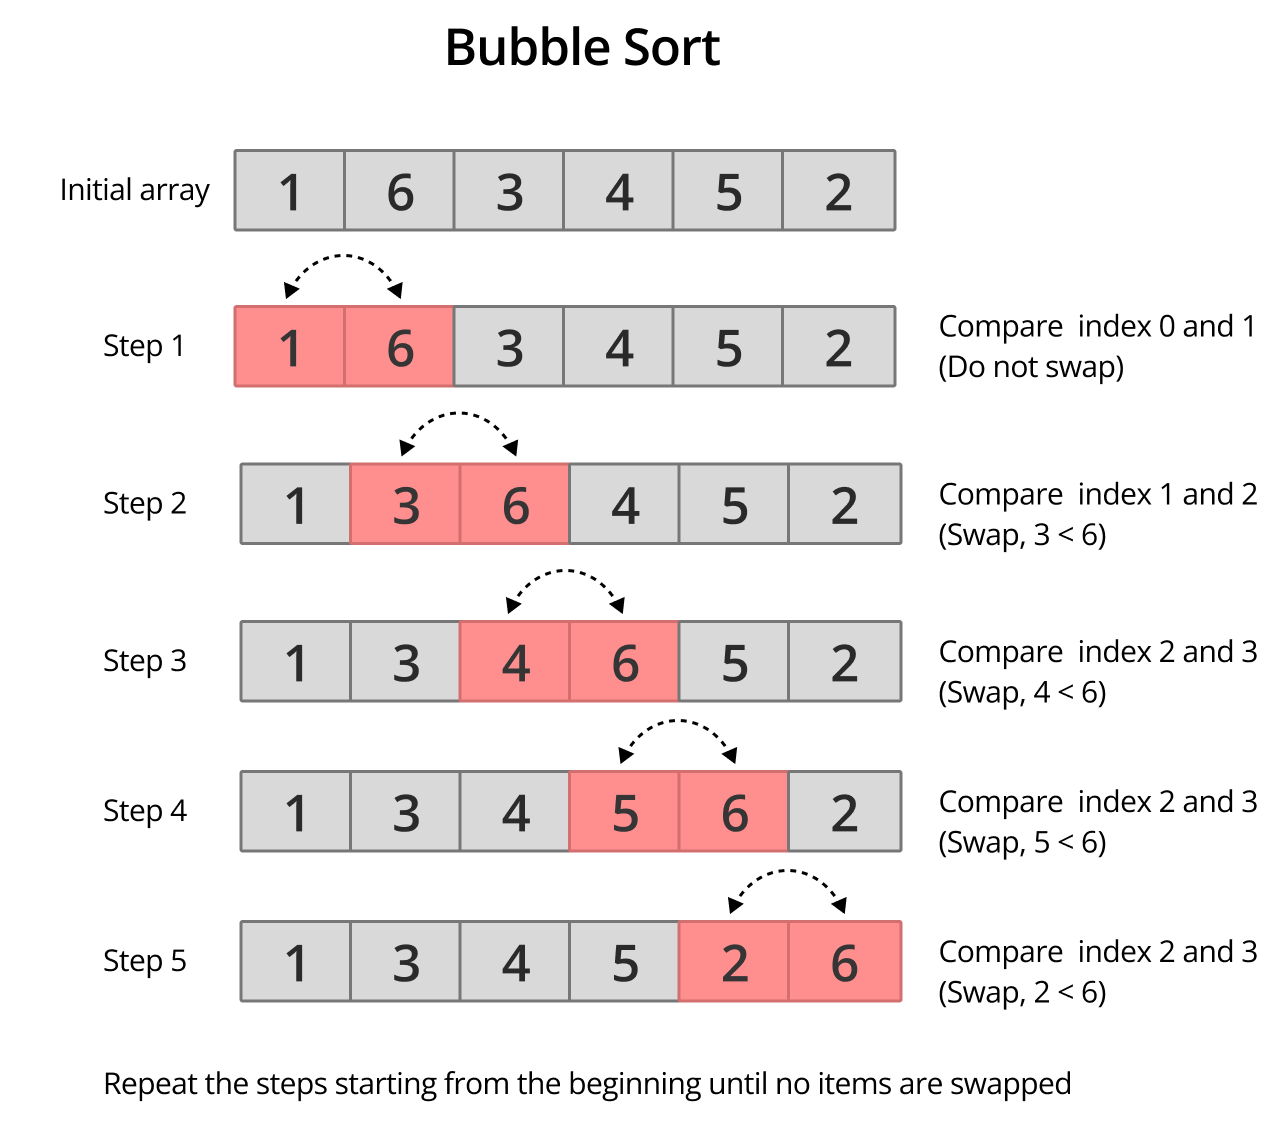 Bubble Sort
Initial array 1 6 3 4 5 2
Step 1 1 6 3 4 5 2
Compare  index 0 and 1
(Do not swap)
Step 2 1 3 6 4 5 2
Compare  index 1 and 2
(Swap, 3 < 6)
Step 3 1 3 4 6 5 2
Compare  index 2 and 3
(Swap, 4 < 6)
Step 4 1 3 4 5 6 2
Compare  index 2 and 3
(Swap, 5 < 6)
Step 5 1 3 4 5 2 6
Compare  index 2 and 3
(Swap, 2 < 6)
Repeat the steps starting from the beginning until no items are swapped